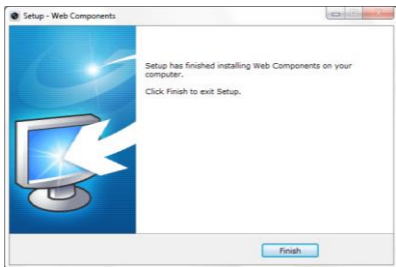 Setup - Web Components
Setup has finished installing Web Components on your
computer.
Click Finish to exit Setup.
Finish